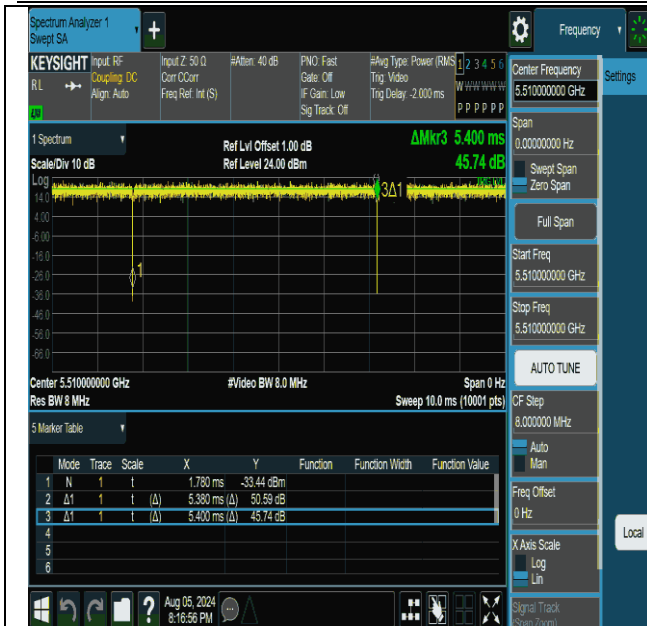 Spectrum Analyzer 1
Swept SA
+
Frequency
KEYSIGHT
RL
Input: RF
Coupling: DC
Align: Auto
Input Z: 50 Ω
Corr CCorr
Freq Ref: Int (S)
#Atten: 40 dB
PNO: Fast
Gate: Off
IF Gain: Low
Sig Track: Off
#Avg Type: Power (RMS
Trig: Video
Trig Delay: -2.000 ms
1 2 3 4 5 6
W W W W W W
P P P P P P
Settings
1 Spectrum
Scale/Div 10 dB
Ref Lvl Offset 1.00 dB
Ref Level 24.00 dBm
ΔMkr3 5.400 ms
45.74 dB
Log
14.0
4.00
-6.00
-16.0
-26.0
-36.0
-46.0
-56.0
-66.0
1
3Δ1
Center 5.510000000 GHz
Res BW 8 MHz
#Video BW 8.0 MHz
Span 0 Hz
Sweep 10.0 ms (10001 pts)
5 Marker Table
Mode Trace Scale X Y Function Function Width Function Value
1 N 1 t 1.780 ms -33.44 dBm
2 Δ1 1 t (Δ) 5.380 ms (Δ) 50.59 dB
3 Δ1 1 t (Δ) 5.400 ms (Δ) 45.74 dB
4
5
6
Center Frequency
5.510000000 GHz
Span
0.00000000 Hz
Swept Span
Zero Span
Full Span
Start Freq
5.510000000 GHz
Stop Freq
5.510000000 GHz
AUTO TUNE
CF Step
8.000000 MHz
Auto
Man
Freq Offset
0 Hz
X Axis Scale
Log
Lin
Signal Track
(Span Zoom)
Local
?
Aug 05, 2024
8:16:56 PM